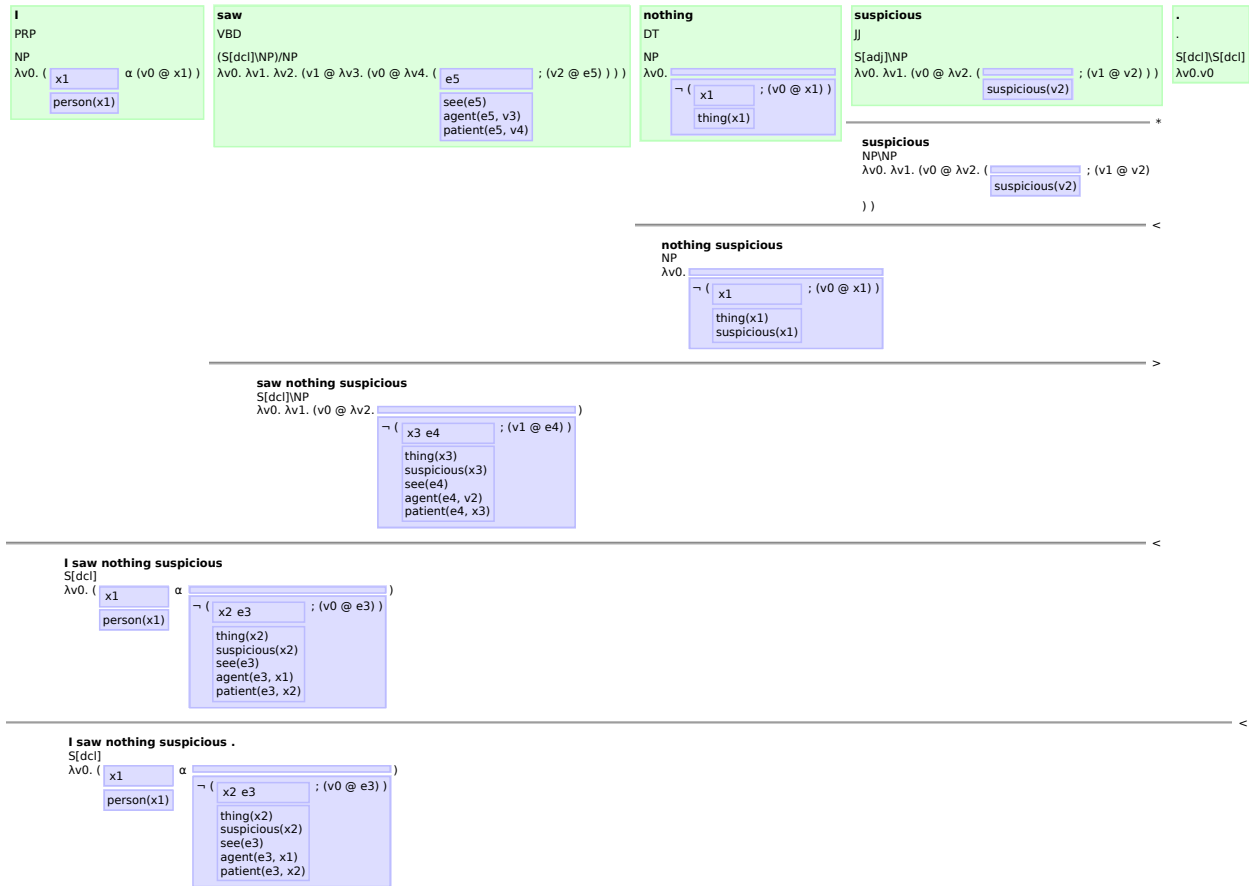 I saw nothing suspicious .
PRP VBD DT JJ .
NP (S[dcl]\NP)/NP NP S[adj]\NP S[dcl]\S[dcl]
λv0. ( x1 α (v0 @ x1) ) λv0. λv1. λv2. (v1 @ λv3. (v0 @ λv4. ( e5 ; (v2 @ e5) ) ) ) λv0. λv0. λv1. (v0 @ λv2. ( ; (v1 @ v2) ) ) λv0.v0
person(x1) see(e5) ¬ ( x1 ; (v0 @ x1) ) suspicious(v2)
agent(e5, v3) thing(x1)
patient(e5, v4)
*
suspicious
NP\NP
λv0. λv1. (v0 @ λv2. ( ; (v1 @ v2)
suspicious(v2)
) )
<
nothing suspicious
NP
λv0.
¬ ( x1 ; (v0 @ x1) )
thing(x1)
suspicious(x1)
>
saw nothing suspicious
S[dcl]\NP
λv0. λv1. (v0 @ λv2. )
¬ ( x3 e4 ; (v1 @ e4) )
thing(x3)
suspicious(x3)
see(e4)
agent(e4, v2)
patient(e4, x3)
<
I saw nothing suspicious
S[dcl]
λv0. ( x1 α )
person(x1) ¬ ( x2 e3 ; (v0 @ e3) )
thing(x2)
suspicious(x2)
see(e3)
agent(e3, x1)
patient(e3, x2)
<
I saw nothing suspicious .
S[dcl]
λv0. ( x1 α )
person(x1) ¬ ( x2 e3 ; (v0 @ e3) )
thing(x2)
suspicious(x2)
see(e3)
agent(e3, x1)
patient(e3, x2)